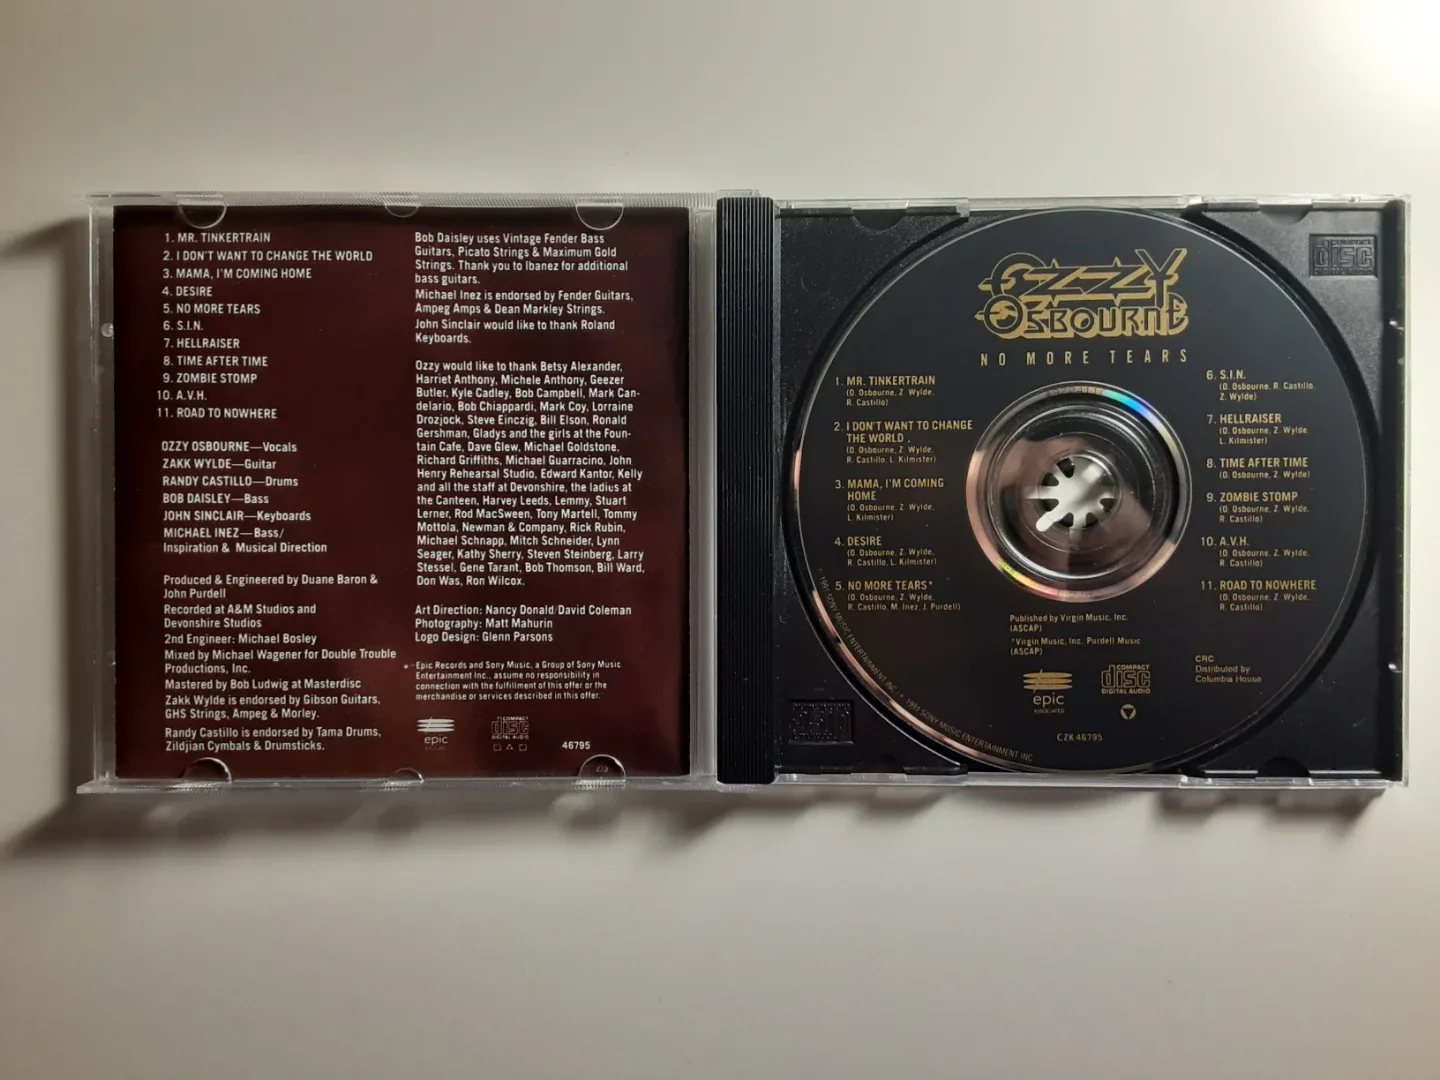 1. MR. TINKERTRAIN
2. I DON'T WANT TO CHANGE THE WORLD
3. MAMA, I'M COMING HOME
4. DESIRE
5. NO MORE TEARS
6. S.I.N.
7. HELLRAISER
8. TIME AFTER TIME
9. ZOMBIE STOMP
10. A.V.H.
11. ROAD TO NOWHERE
OZZY OSBOURNE—Vocals
ZAKK WYLDE—Guitar
RANDY CASTILLO—Drums
BOB DAISLEY—Bass
JOHN SINCLAIR—Keyboards
MICHAEL INEZ—Bass/
Inspiration & Musical Direction
Produced & Engineered by Duane Baron &
John Purdell
Recorded at A&M Studios and
Devonshire Studios
2nd Engineer: Michael Bosley
Mixed by Michael Wagener for Double Trouble
Productions, Inc.
Mastered by Bob Ludwig at Masterdisc
Zakk Wylde is endorsed by Gibson Guitars,
GHS Strings, Ampeg & Morley.
Randy Castillo is endorsed by Tama Drums,
Zildjian Cymbals & Drumsticks.
Bob Daisley uses Vintage Fender Bass
Guitars, Picato Strings & Maximum Gold
Strings. Thank you to Ibanez for additional
bass guitars.
Michael Inez is endorsed by Fender Guitars,
Ampeg Amps & Dean Markley Strings.
John Sinclair would like to thank Roland
Keyboards.
Ozzy would like to thank Betsy Alexander,
Harriet Anthony, Michele Anthony, Geezer
Butler, Kyle Cadley, Bob Campbell, Mark Can-
delario, Bob Chiappardi, Mark Coy, Lorraine
Drozjock, Steve Einczig, Bill Elson, Ronald
Gershman, Gladys and the girls at the Foun-
tain Cafe, Dave Glew, Michael Goldstone,
Richard Griffiths, Michael Guarracino, John
Henry Rehearsal Studio, Edward Kantor, Kelly
and all the staff at Devonshire, the ladies at
the Canteen, Harvey Leeds, Lemmy, Stuart
Lerner, Rod MacSween, Tony Martell, Tommy
Mottola, Newman & Company, Rick Rubin,
Michael Schnapp, Mitch Schneider, Lynn
Seager, Kathy Sherry, Steven Steinberg, Larry
Stessel, Gene Tarant, Bob Thomson, Bill Ward,
Don Was, Ron Wilcox.
Art Direction: Nancy Donald/David Coleman
Photography: Matt Mahurin
Logo Design: Glenn Parsons
*-Epic Records and Sony Music, a Group of Sony Music
Entertainment Inc., assume no responsibility in
connection with the fulfillment of this offer or the
merchandise or services described in this offer.
epic
COMPACT
disc
DIGITAL AUDIO
46795
OZZY
OSBOURNE
NO MORE TEARS
1. MR. TINKERTRAIN
(O. Osbourne, Z. Wylde,
R. Castillo)
2. I DON'T WANT TO CHANGE
THE WORLD .
(O. Osbourne, Z. Wylde,
R. Castillo, L. Kilmister)
3. MAMA, I'M COMING
HOME
(O. Osbourne, Z. Wylde,
L. Kilmister)
4. DESIRE
(O. Osbourne, Z. Wylde,
R. Castillo, L. Kilmister)
5. NO MORE TEARS*
(O. Osbourne, Z. Wylde,
R. Castillo, M. Inez, J. Purdell)
6. S.I.N.
(O. Osbourne, R. Castillo,
Z. Wylde)
7. HELLRAISER
(O. Osbourne, Z. Wylde,
L. Kilmister)
8. TIME AFTER TIME
(O. Osbourne, Z. Wylde)
9. ZOMBIE STOMP
(O. Osbourne, Z. Wylde,
R. Castillo)
10. A.V.H.
(O. Osbourne, Z. Wylde,
R. Castillo)
11. ROAD TO NOWHERE
(O. Osbourne, Z. Wylde,
R. Castillo)
Published by Virgin Music, Inc.
(ASCAP)
*Virgin Music, Inc. Purdell Music
(ASCAP)
epic
ASSOCIATED
COMPACT
disc
DIGITAL AUDIO
CRC
Distributed by
Columbia House
CZK 46795
1991 SONY MUSIC ENTERTAINMENT INC. 1991 SONY MUSIC ENTERTAINMENT INC.
COMPACT
disc